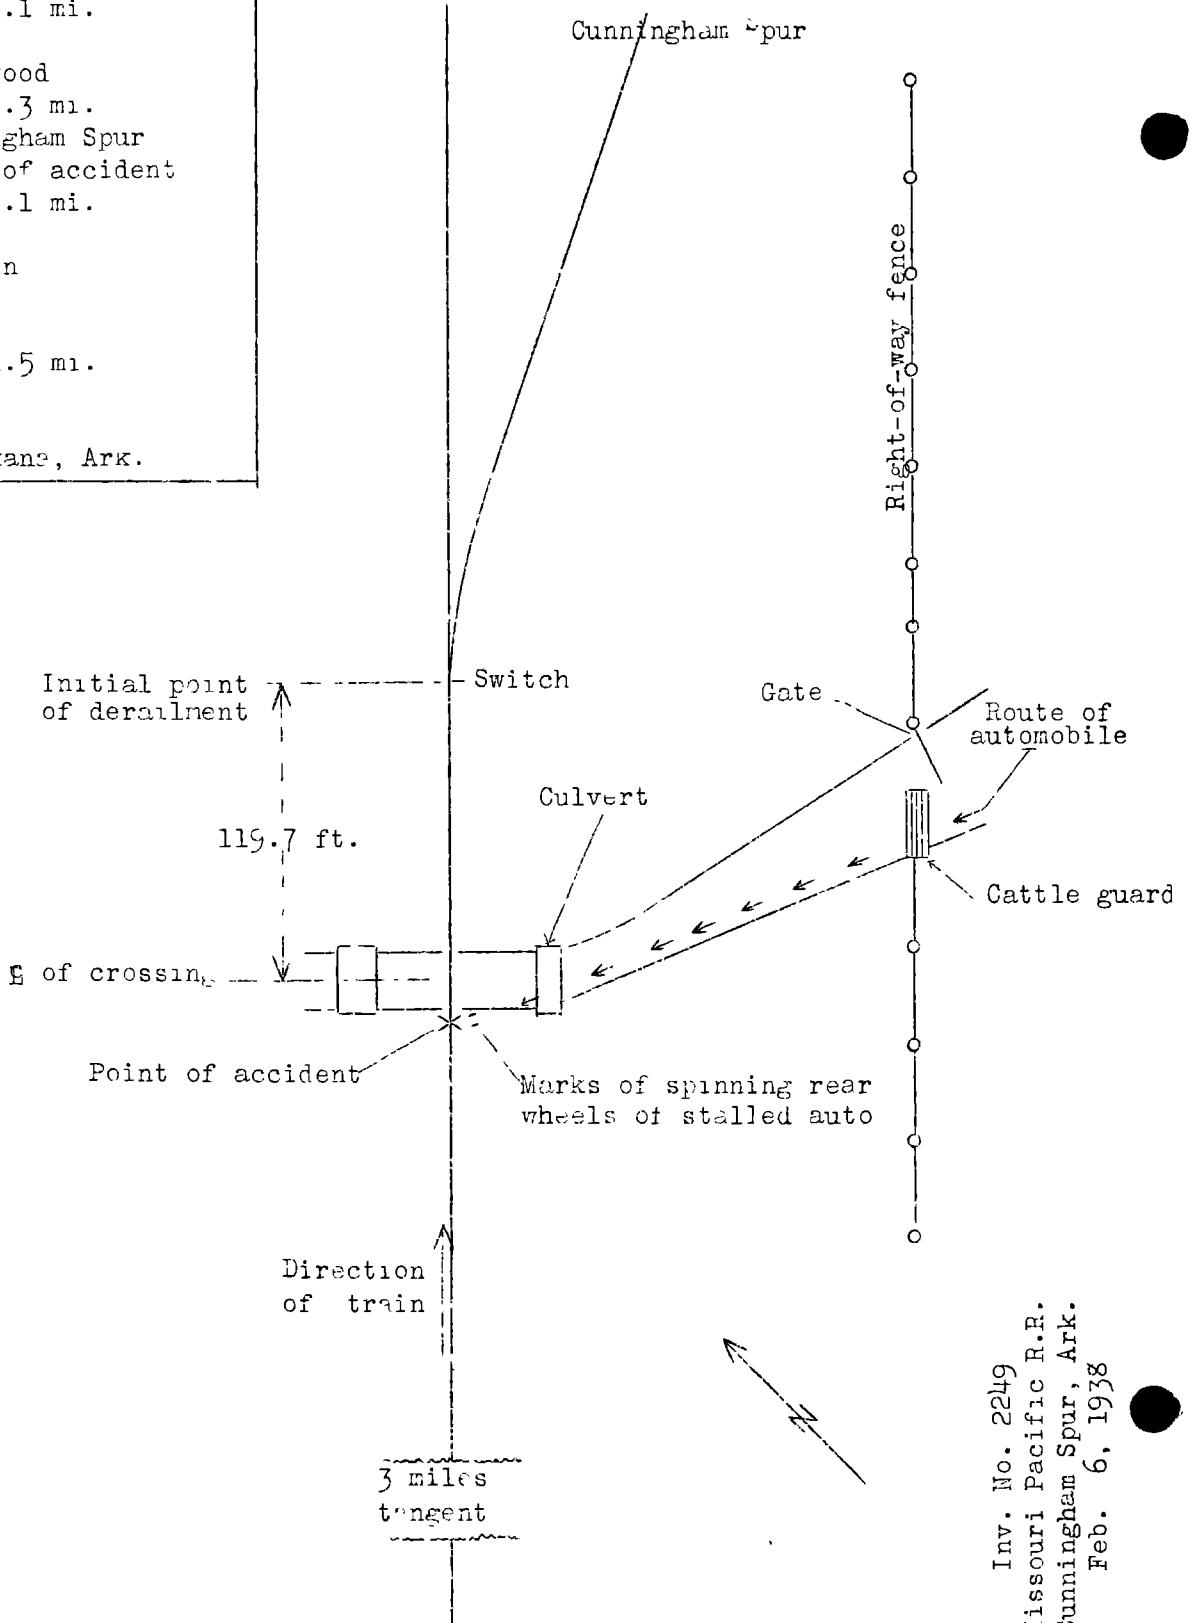 .1 mi.
ood
.3 mi.
gham Spur
of accident
.1 mi.
n
.5 mi.
kana, Ark.
Cunningham Spur
Right-of-way fence
Initial point
of derailment
Switch
Gate
Route of
automobile
Culvert
119.7 ft.
Cattle guard
℄ of crossing
Point of accident
Marks of spinning rear
wheels of stalled auto
Direction
of train
N
3 miles
tangent
Inv. No. 2249
issouri Pacific R.R.
unningham Spur, Ark.
Feb. 6, 1938